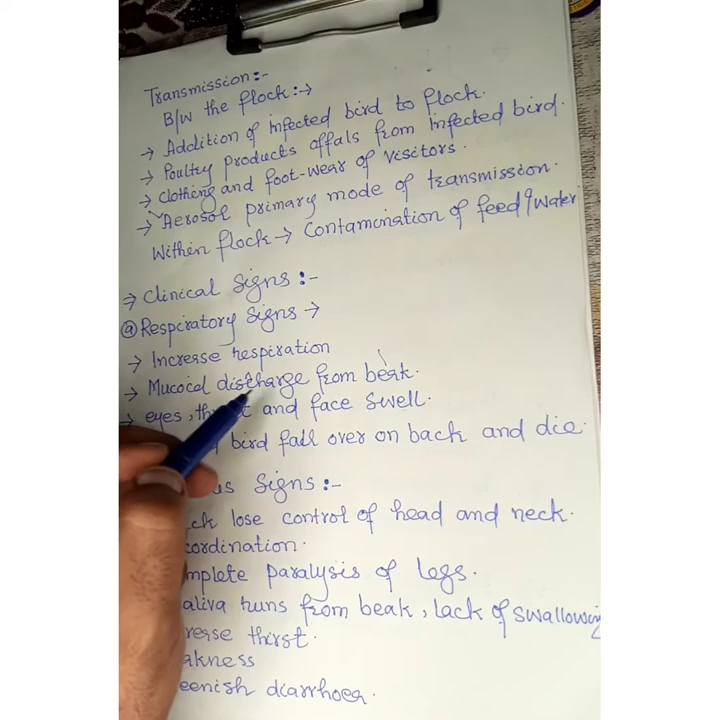 Transmission:-
B/w the flock:→
→ Addition of infected bird to flock.
→ Poultry products offals from infected bird.
→ clothing and foot-wear of visitors.
→ Aerosol primary mode of transmission.
Within flock → Contamination of feed & water
→ Clinical Signs:-
ⓐ Respiratory Signs →
→ Increase respiration
→ Mucoid discharge from beak.
→ eyes, and face swell.
bird fall over on back and die.
Signs:-
lose control of head and neck.
of legs.
paralysis
runs from beak, lack of swallowing
thirst.
diarrhoea.